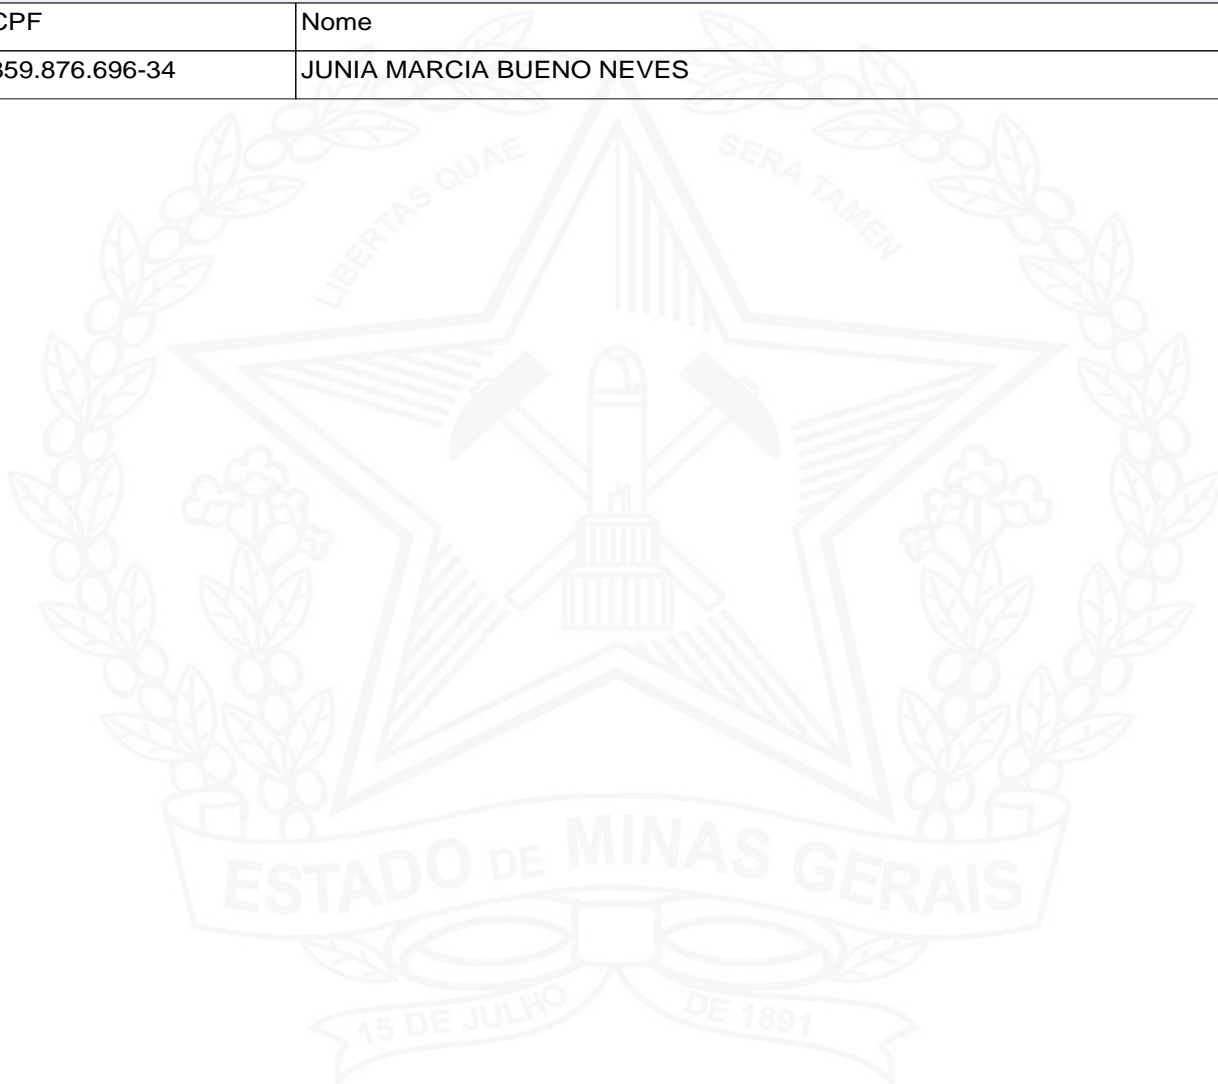 CPF Nome
859.876.696-34 JUNIA MARCIA BUENO NEVES
LIBERTAS QUAE SERA TAMEN
ESTADO DE MINAS GERAIS
15 DE JULHO DE 1891